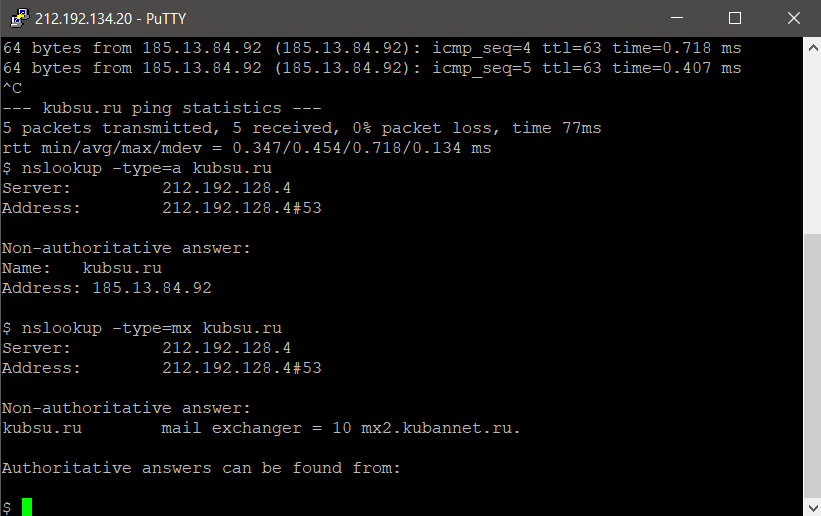 212.192.134.20 - PuTTY
64 bytes from 185.13.84.92 (185.13.84.92): icmp_seq=4 ttl=63 time=0.718 ms
64 bytes from 185.13.84.92 (185.13.84.92): icmp_seq=5 ttl=63 time=0.407 ms
^C
--- kubsu.ru ping statistics ---
5 packets transmitted, 5 received, 0% packet loss, time 77ms
rtt min/avg/max/mdev = 0.347/0.454/0.718/0.134 ms
$ nslookup -type=a kubsu.ru
Server:         212.192.128.4
Address:        212.192.128.4#53
Non-authoritative answer:
Name:   kubsu.ru
Address: 185.13.84.92
$ nslookup -type=mx kubsu.ru
Server:         212.192.128.4
Address:        212.192.128.4#53
Non-authoritative answer:
kubsu.ru        mail exchanger = 10 mx2.kubannet.ru.
Authoritative answers can be found from:
$